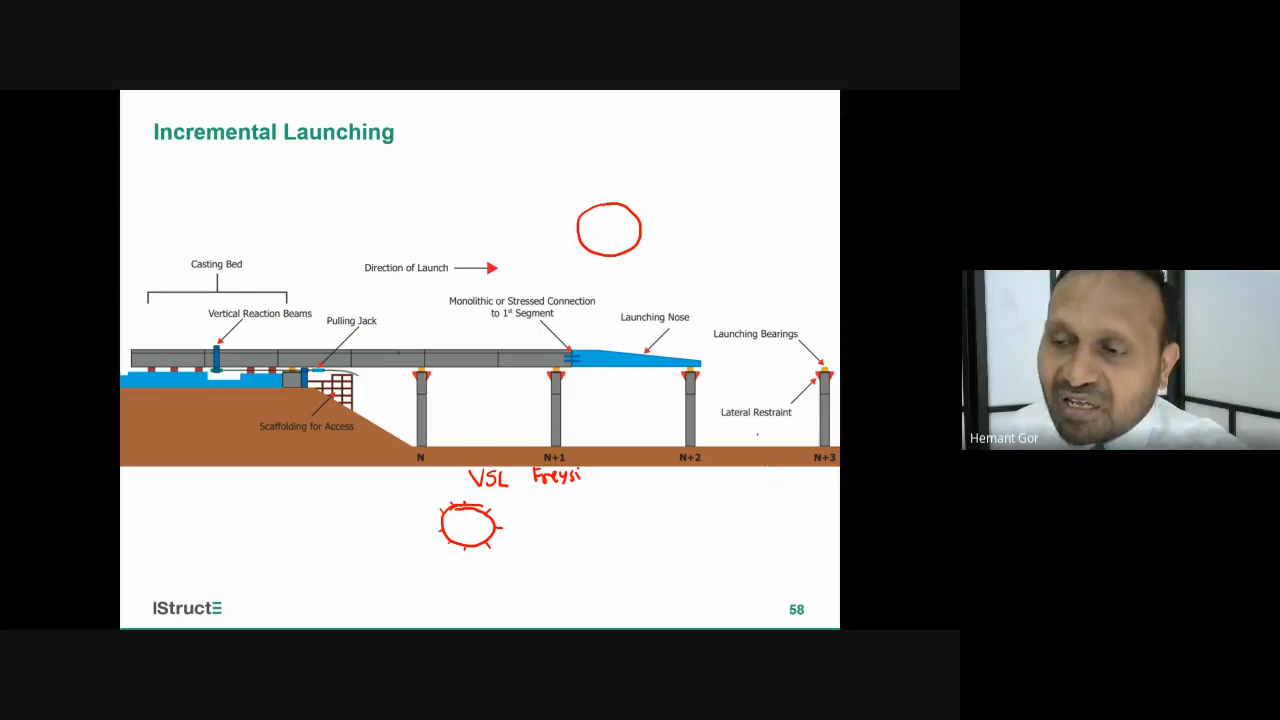 Incremental Launching
Casting Bed
Direction of Launch
Monolithic or Stressed Connection
to 1st Segment
Vertical Reaction Beams
Pulling Jack
Launching Nose
Launching Bearings
Lateral Restraint
Scaffolding for Access
N
N+1
N+2
N+3
VSL Freysi
Hemant Gor
IStructE
58